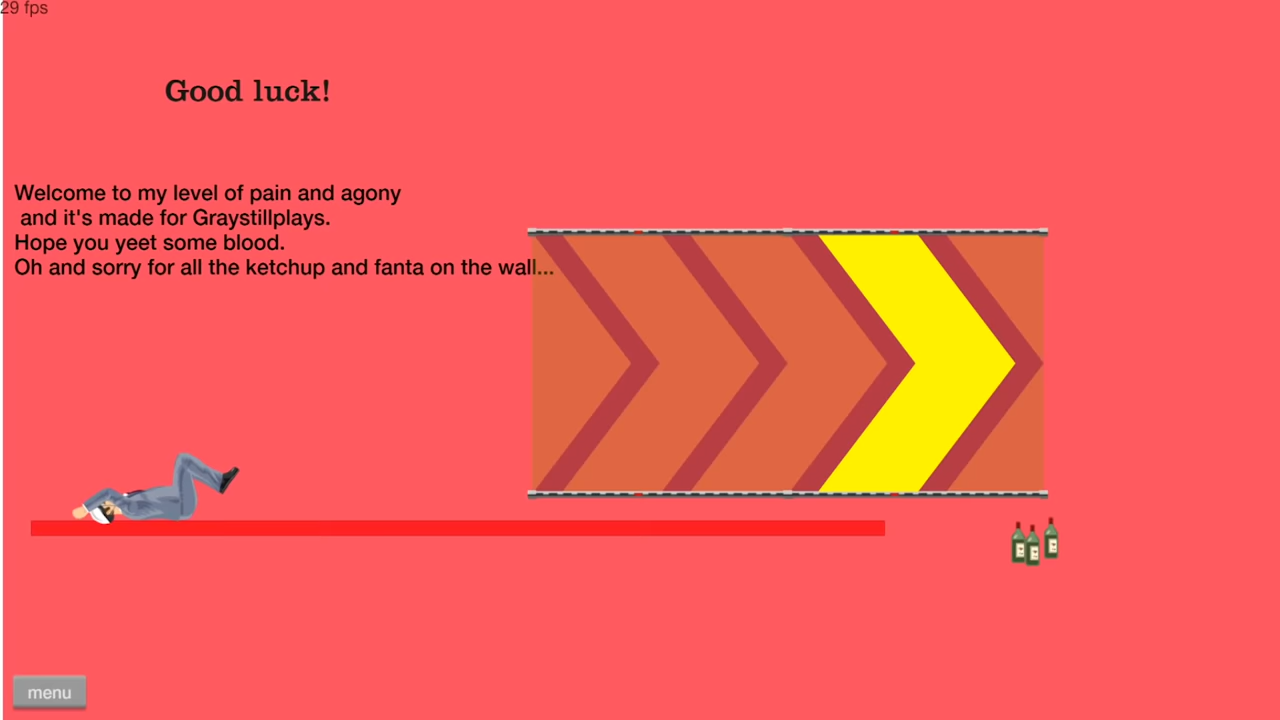 29 fps
Good luck!
Welcome to my level of pain and agony
and it's made for Graystillplays.
Hope you yeet some blood.
Oh and sorry for all the ketchup and fanta on the wall...
menu